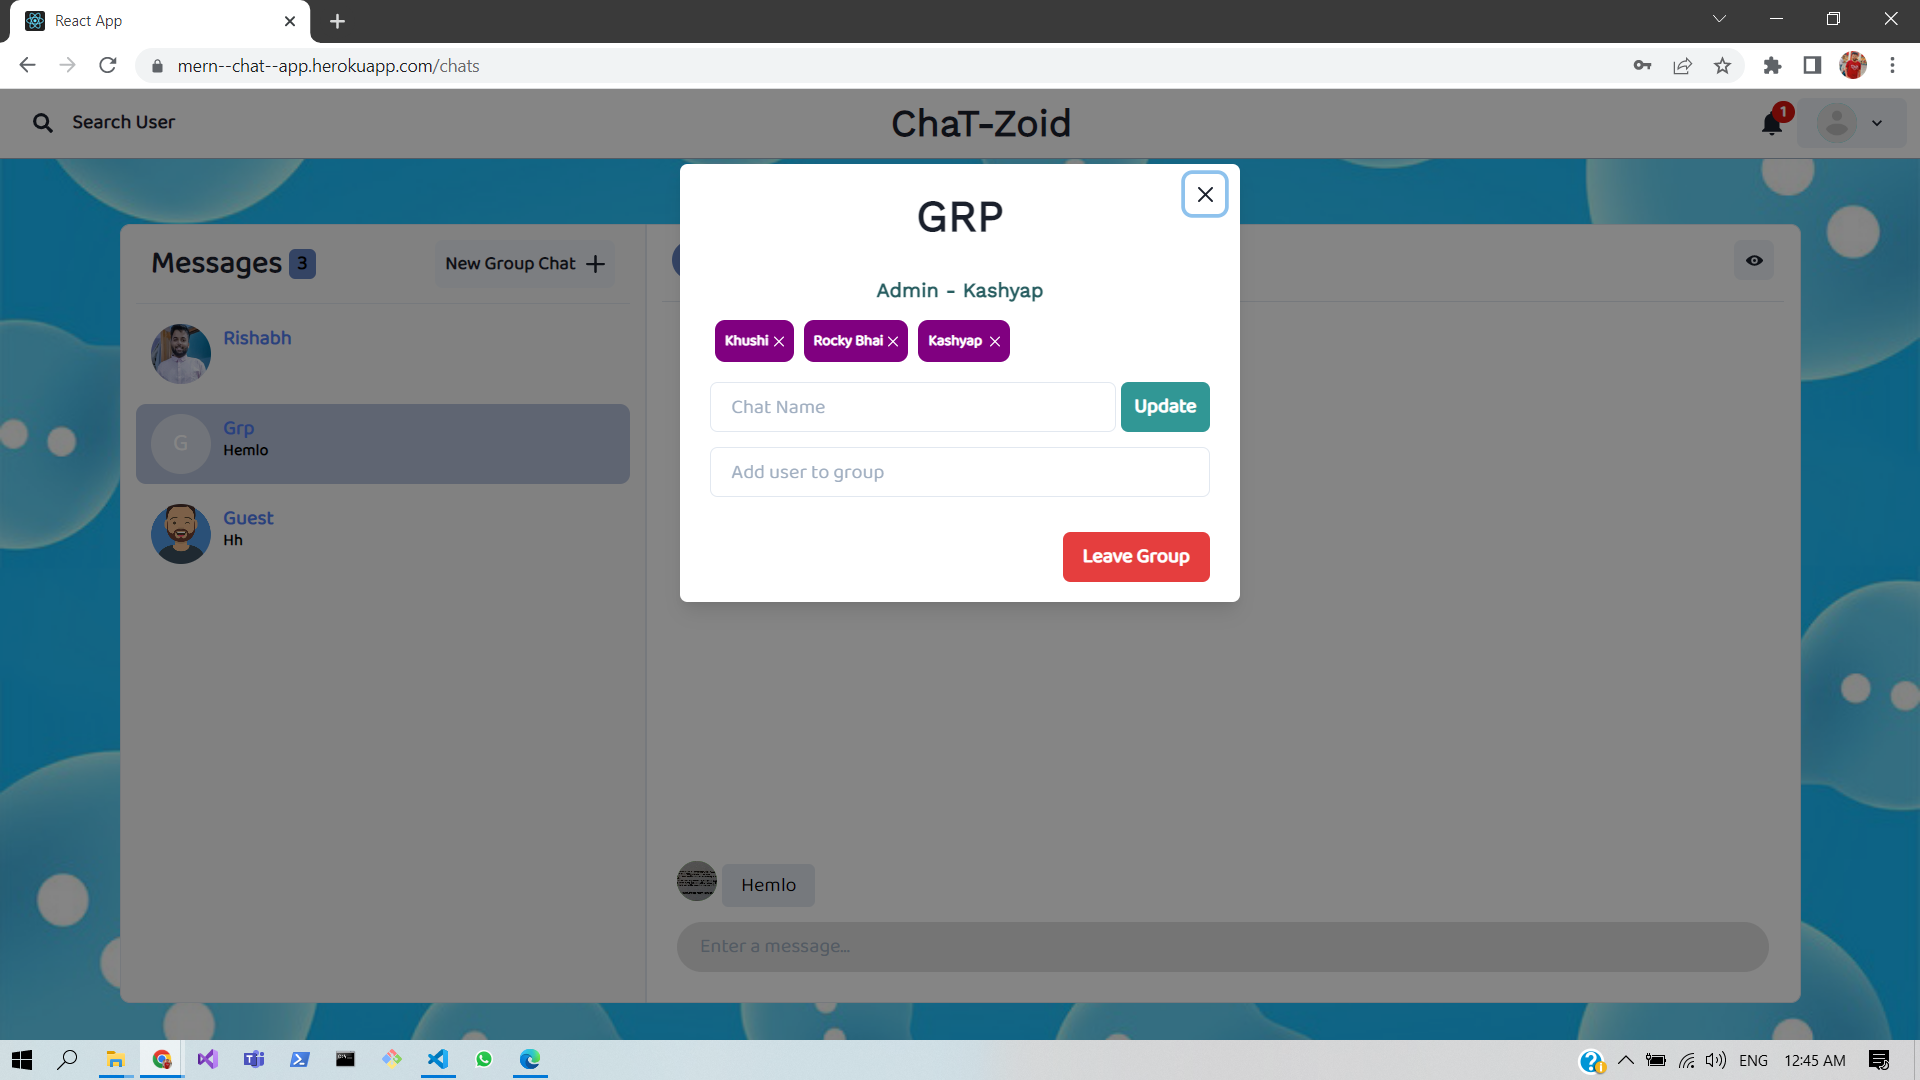 React App
mern--chat--app.herokuapp.com/chats
Search User
ChaT-Zoid
1
GRP
Admin - Kashyap
Khushi
Rocky Bhai
Kashyap
Chat Name
Update
Add user to group
Leave Group
Messages 3
New Group Chat
Rishabh
G
Grp
Hemlo
Guest
Hh
Hemlo
Enter a message...
ENG
12:45 AM